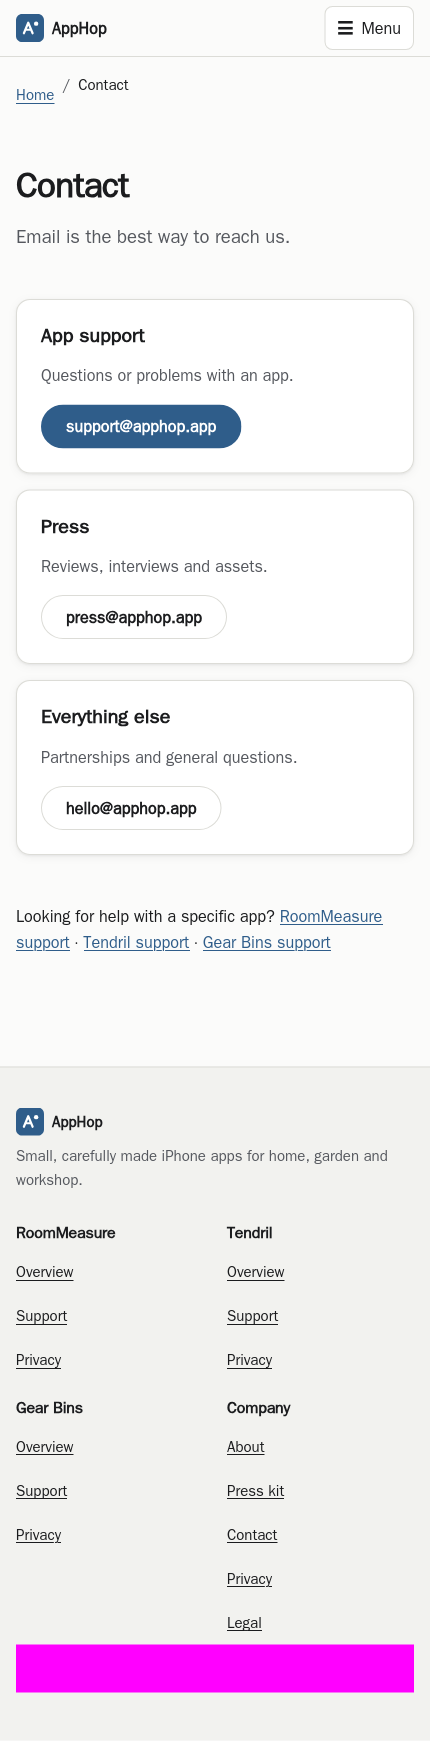 AppHop
Menu
Home / Contact
Contact
Email is the best way to reach us.
App support
Questions or problems with an app.
support@apphop.app
Press
Reviews, interviews and assets.
press@apphop.app
Everything else
Partnerships and general questions.
hello@apphop.app
Looking for help with a specific app? RoomMeasure
support · Tendril support · Gear Bins support
AppHop
Small, carefully made iPhone apps for home, garden and
workshop.
RoomMeasure
Overview
Support
Privacy
Tendril
Overview
Support
Privacy
Gear Bins
Overview
Support
Privacy
Company
About
Press kit
Contact
Privacy
Legal